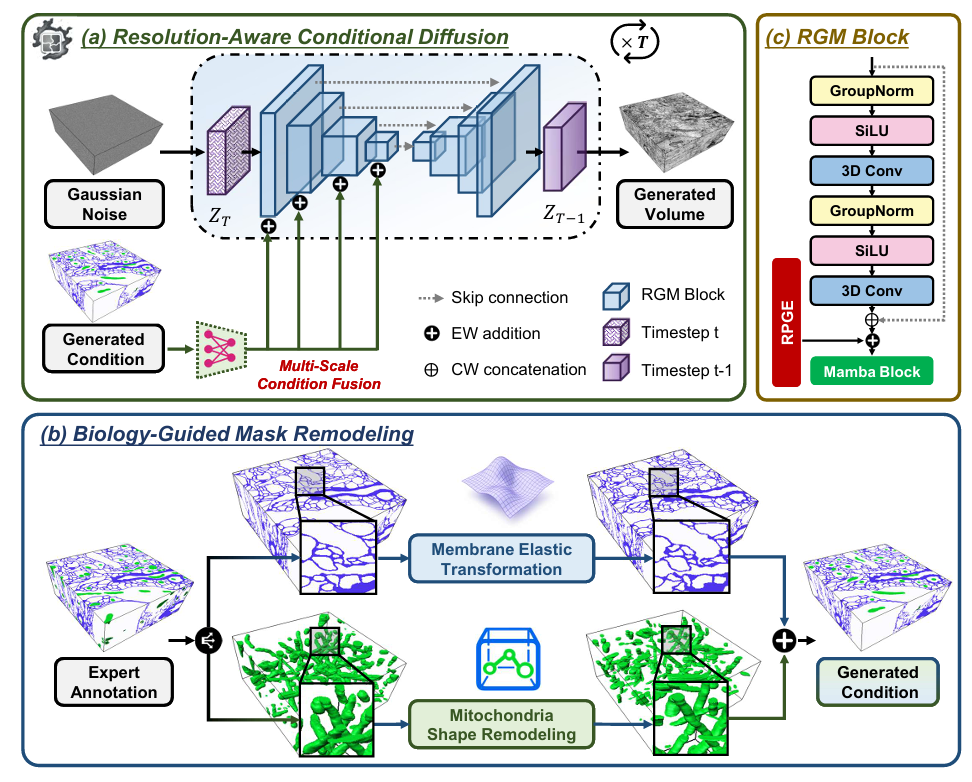 (a) Resolution-Aware Conditional Diffusion
× T
Gaussian
Noise
Z_T
Z_{T-1}
Generated
Volume
Generated
Condition
Multi-Scale
Condition Fusion
Skip connection
EW addition
CW concatenation
RGM Block
Timestep t
Timestep t-1
(c) RGM Block
GroupNorm
SiLU
3D Conv
GroupNorm
SiLU
3D Conv
RPGE
Mamba Block
(b) Biology-Guided Mask Remodeling
Expert
Annotation
Membrane Elastic
Transformation
Mitochondria
Shape Remodeling
Generated
Condition